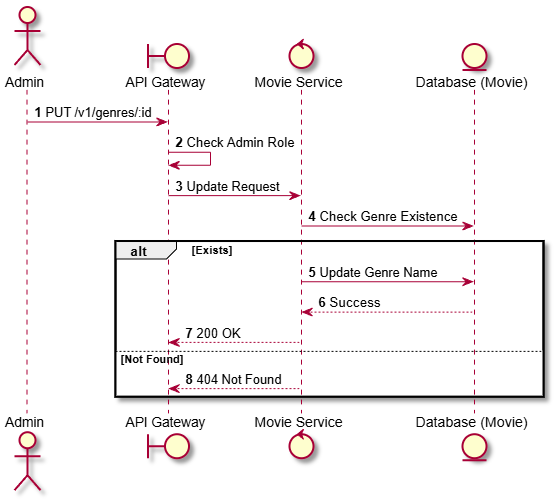 Admin API Gateway Movie Service Database (Movie)
1 PUT /v1/genres/:id
2 Check Admin Role
3 Update Request
4 Check Genre Existence
alt [Exists]
5 Update Genre Name
6 Success
7 200 OK
[Not Found]
8 404 Not Found
Admin API Gateway Movie Service Database (Movie)